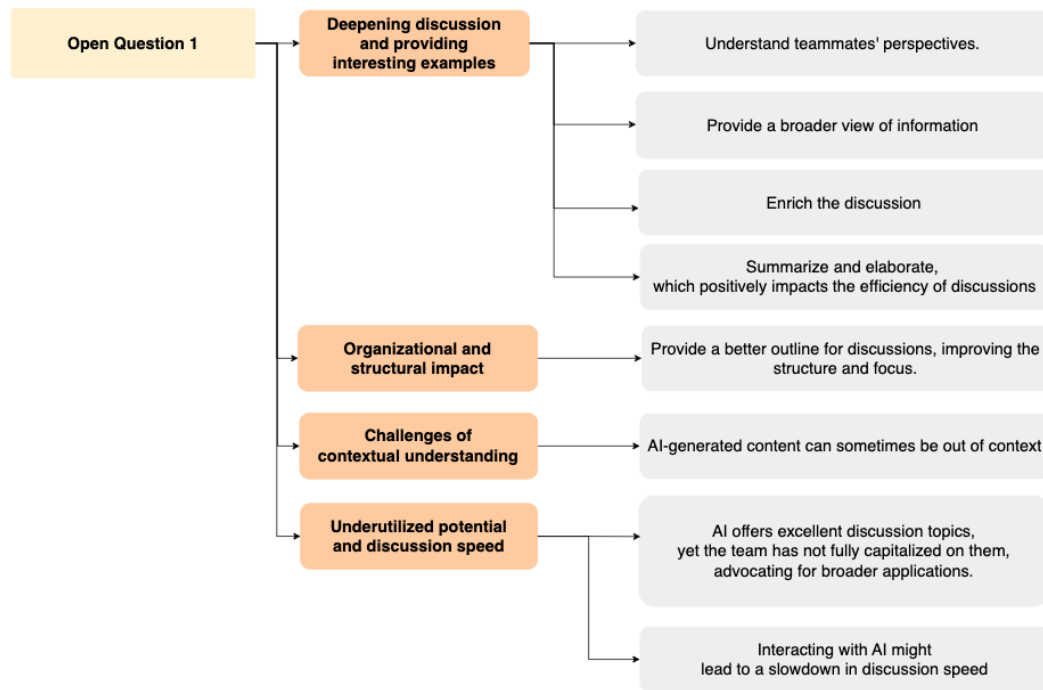 Open Question 1
Deepening discussion
and providing
interesting examples
Understand teammates' perspectives.
Provide a broader view of information
Enrich the discussion
Summarize and elaborate,
which positively impacts the efficiency of discussions
Organizational and
structural impact
Provide a better outline for discussions, improving the
structure and focus.
Challenges of
contextual understanding
AI-generated content can sometimes be out of context
Underutilized potential
and discussion speed
AI offers excellent discussion topics,
yet the team has not fully capitalized on them,
advocating for broader applications.
Interacting with AI might
lead to a slowdown in discussion speed